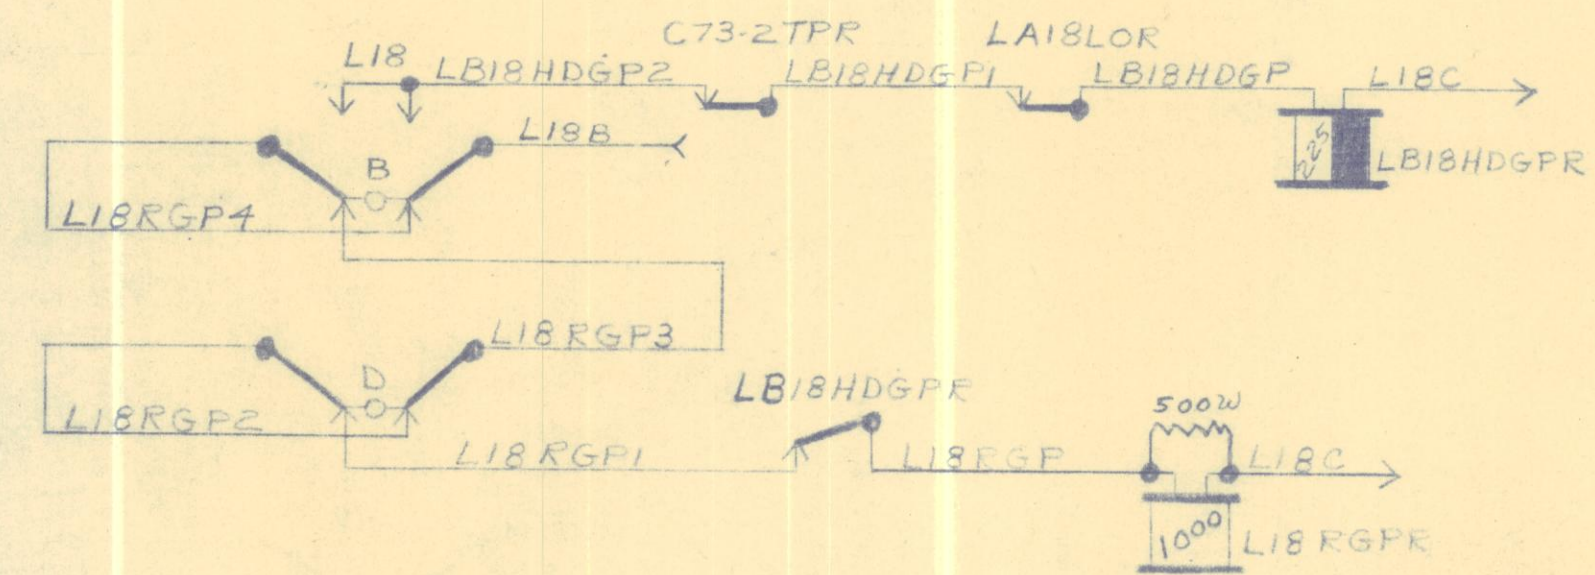 C73-2TPR LA18LOR
L18 LB18HDGP2 LB18HDGP1 LB18HDGP L18C
L18B
225
LB18HDGPR
B
L18RGP4
L18RGP3
D
LB18HDGPR
L18RGP2
500W
L18RGP1 L18RGP L18C
1000 L18RGPR